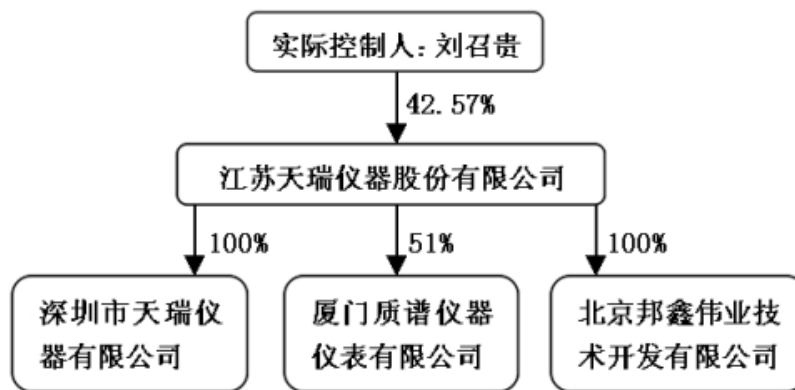 实际控制人: 刘召贵
42.57%
江苏天瑞仪器股份有限公司
100%
51%
100%
深圳市天瑞仪
器有限公司
厦门质谱仪器
仪表有限公司
北京邦鑫伟业技
术开发有限公司